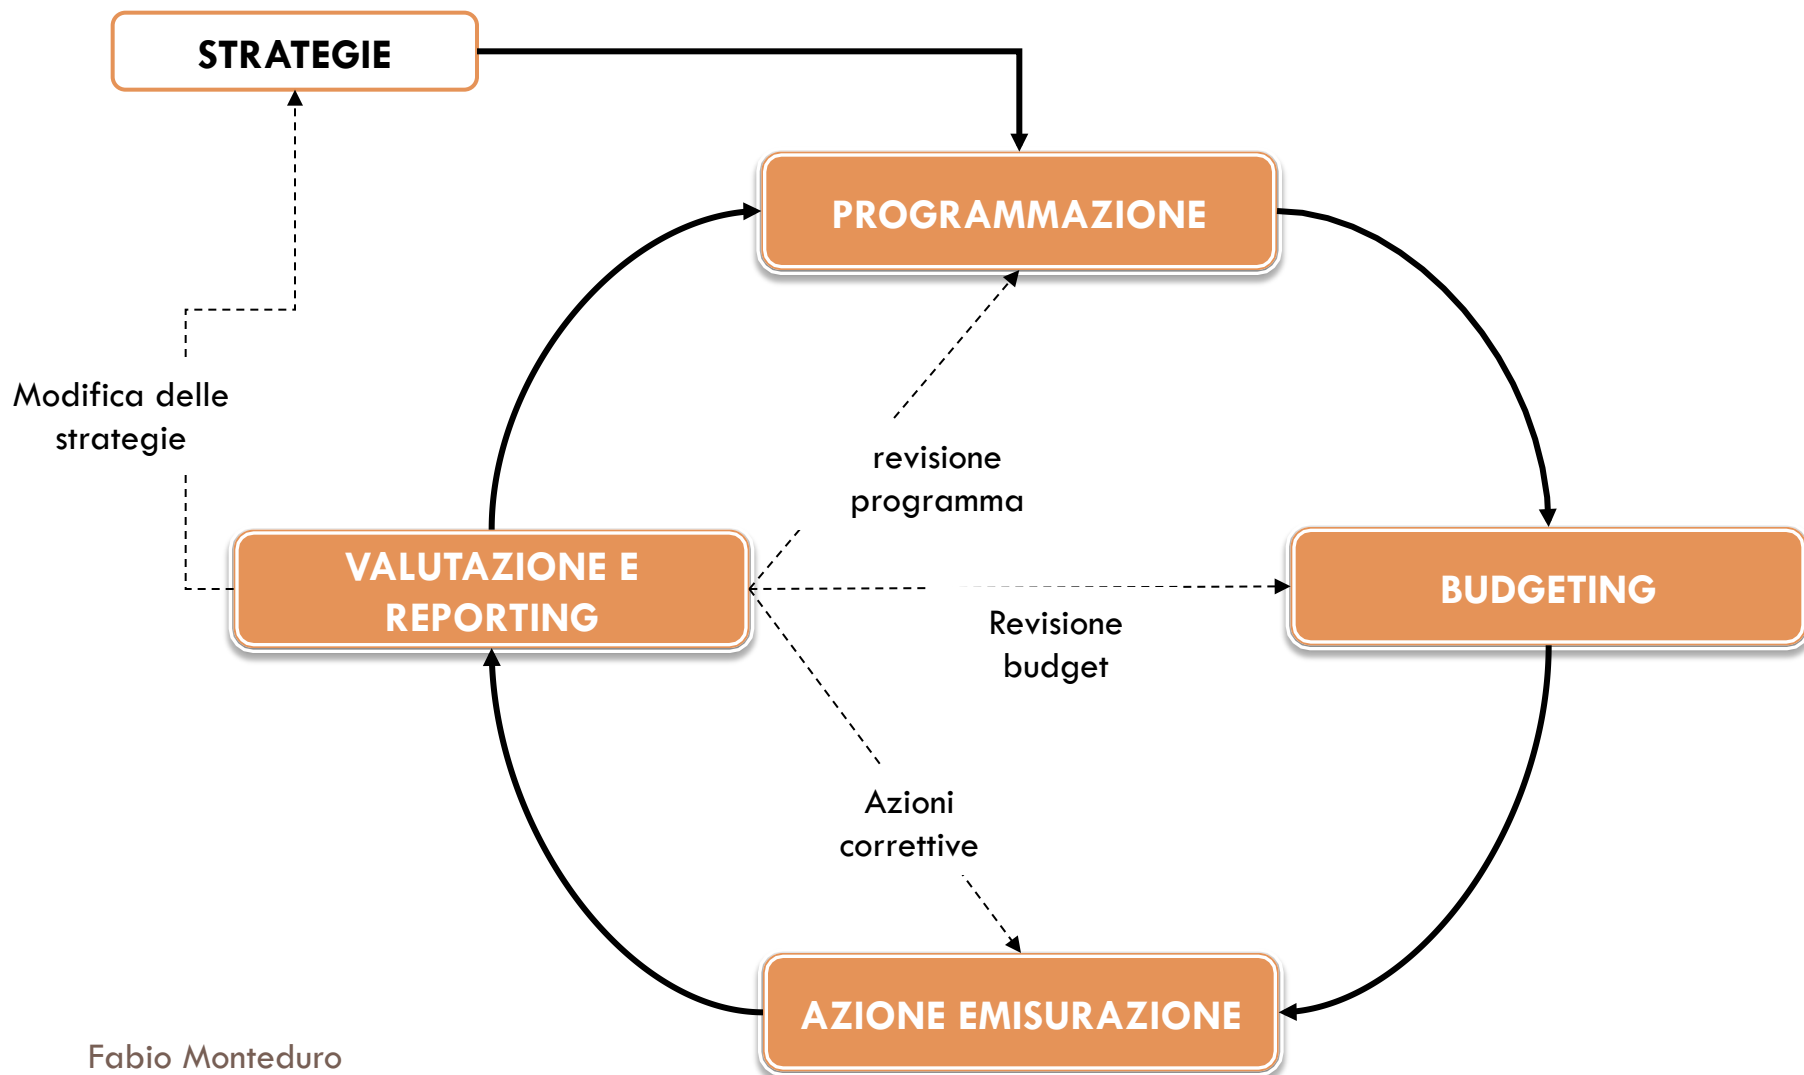 STRATEGIE
PROGRAMMAZIONE
Modifica delle
strategie
revisione
programma
VALUTAZIONE E
REPORTING
BUDGETING
Revisione
budget
Azioni
correttive
AZIONE EMISURAZIONE
Fabio Monteduro